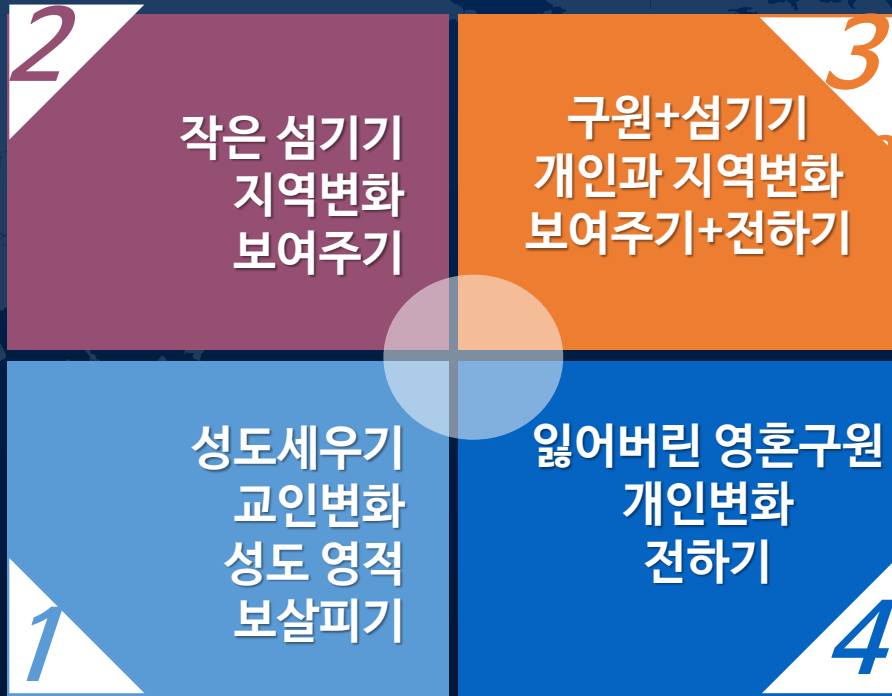 2
작은 섬기기
지역변화
보여주기
3
구원+섬기기
개인과 지역변화
보여주기+전하기
1
성도세우기
교인변화
성도 영적
보살피기
4
잃어버린 영혼구원
개인변화
전하기